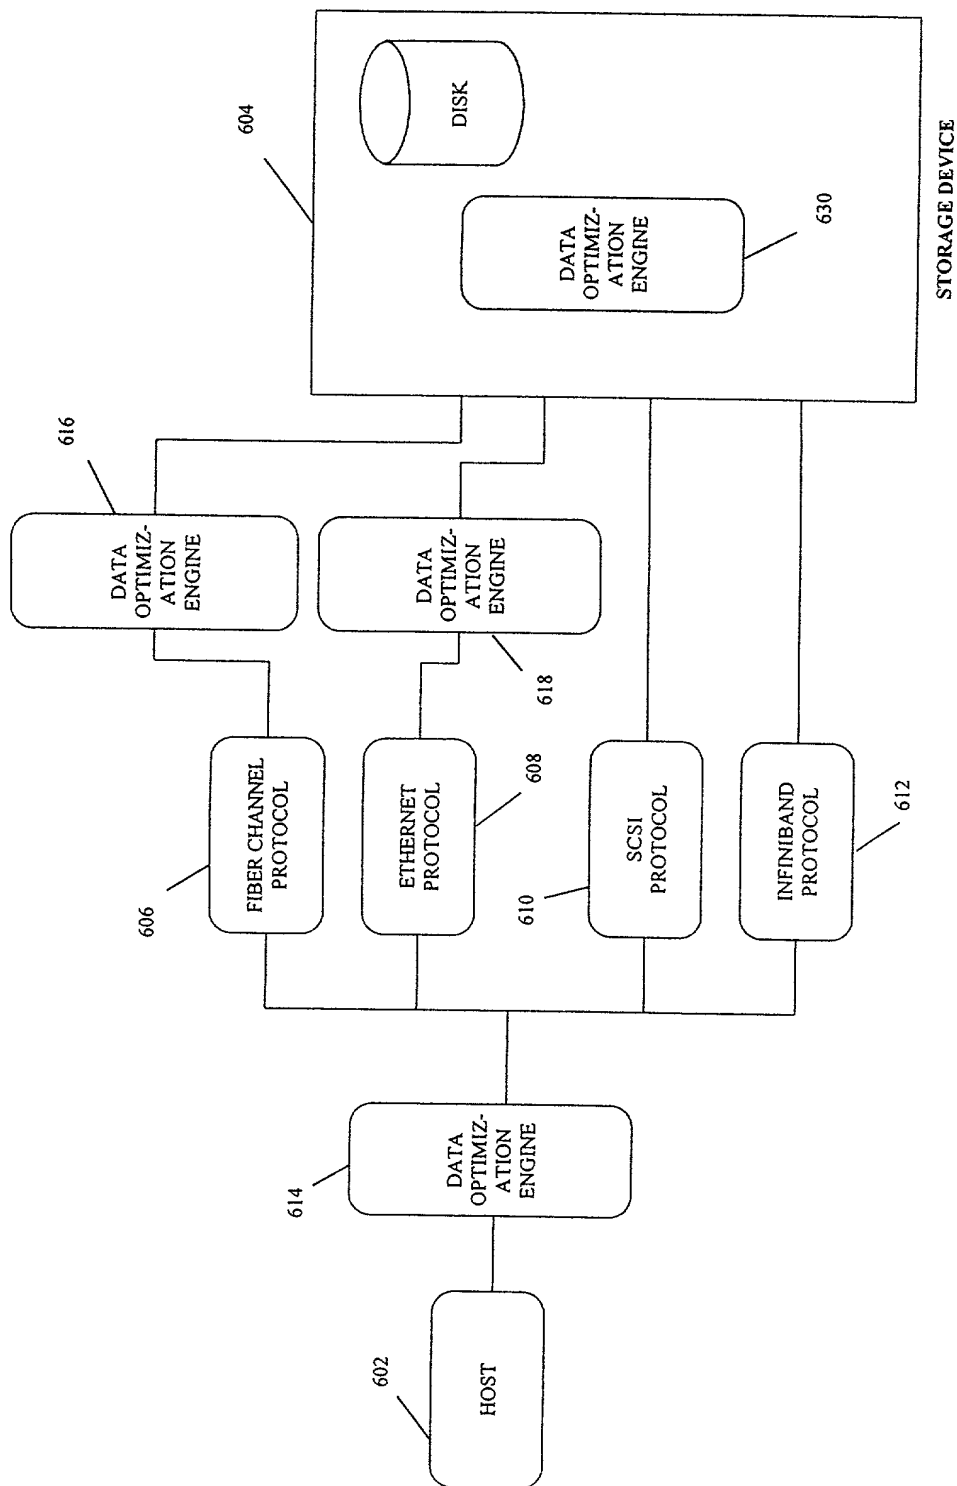 602
HOST
614
DATA
OPTIMIZ-
ATION
ENGINE
606
FIBER CHANNEL
PROTOCOL
ETHERNET
PROTOCOL
608
610
SCSI
PROTOCOL
INFINIBAND
PROTOCOL
612
616
DATA
OPTIMIZ-
ATION
ENGINE
DATA
OPTIMIZ-
ATION
ENGINE
618
604
DISK
DATA
OPTIMIZ-
ATION
ENGINE
630
STORAGE DEVICE